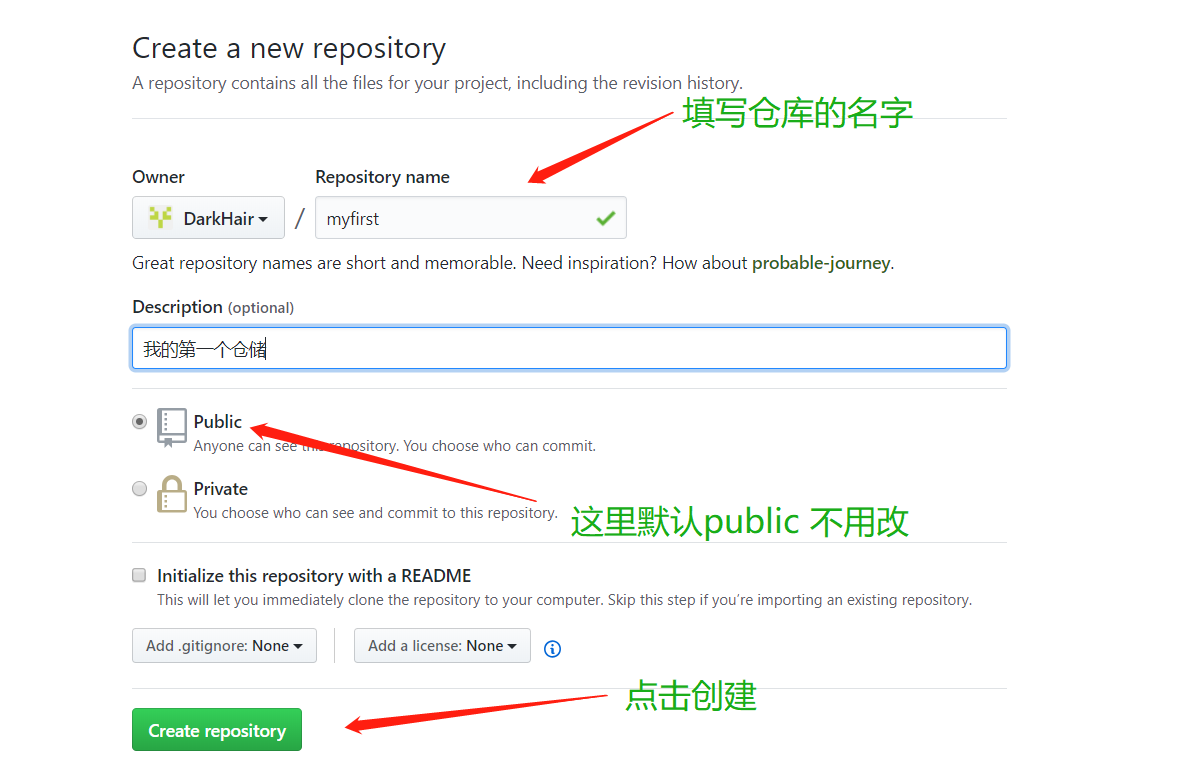 Create a new repository
A repository contains all the files for your project, including the revision history.
填写仓库的名字
Owner
Repository name
DarkHair
/
myfirst
Great repository names are short and memorable. Need inspiration? How about probable-journey.
Description (optional)
我的第一个仓储
Public
Anyone can see this repository. You choose who can commit.
Private
You choose who can see and commit to this repository.
这里默认public 不用改
Initialize this repository with a README
This will let you immediately clone the repository to your computer. Skip this step if you’re importing an existing repository.
Add .gitignore: None
Add a license: None
点击创建
Create repository